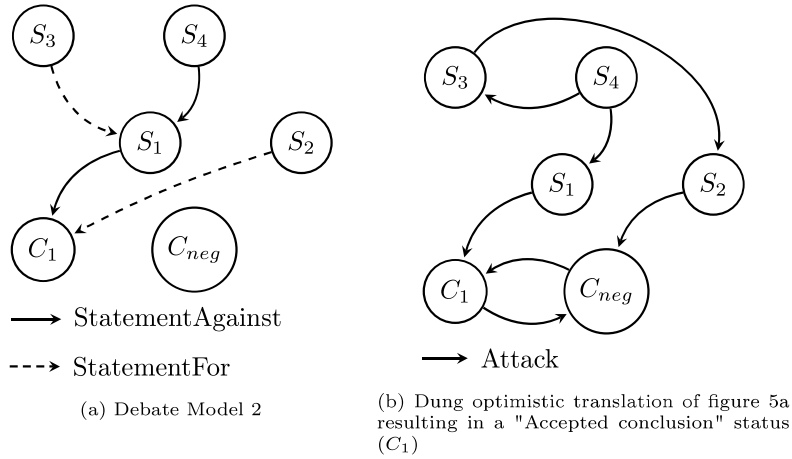 S3
S4
S1
S2
C1
Cneg
StatementAgainst
StatementFor
(a) Debate Model 2
S3
S4
S1
S2
C1
Cneg
Attack
(b) Dung optimistic translation of figure 5a
resulting in a "Accepted conclusion" status
(C1)